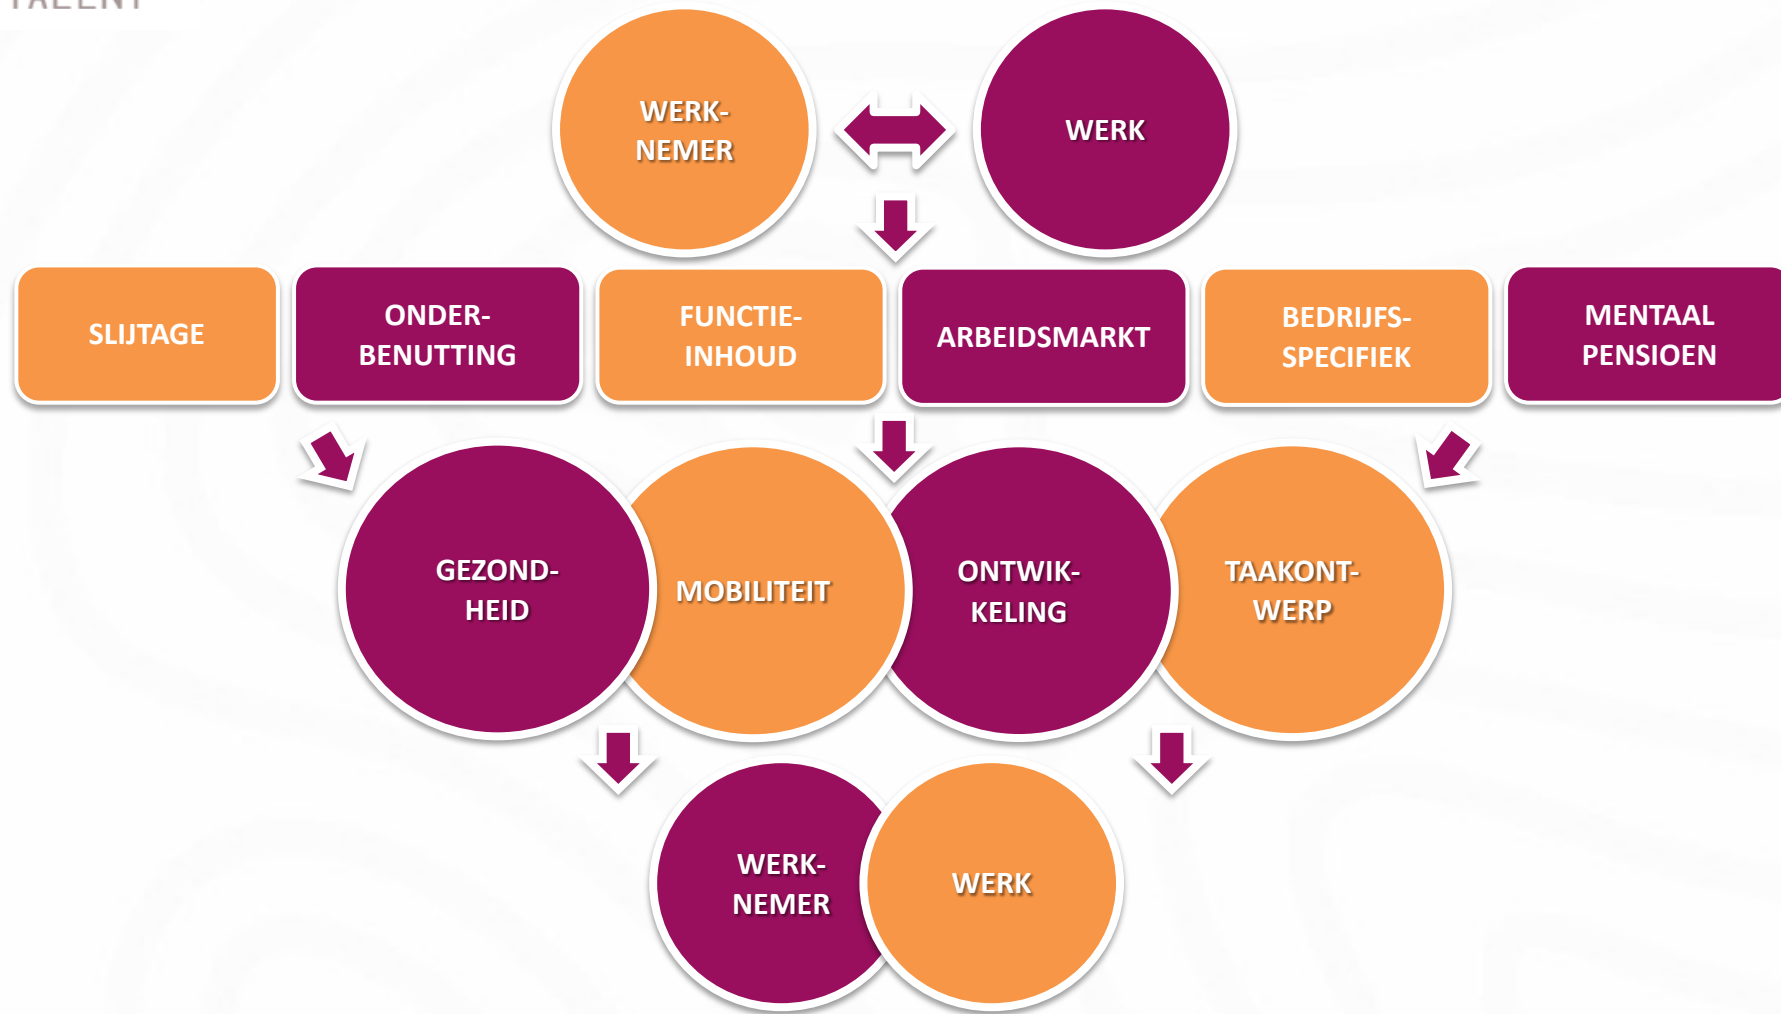 TALENT
WERK-
NEMER
WERK
SLIJTAGE
ONDER-
BENUTTING
FUNCTIE-
INHOUD
ARBEIDSMARKT
BEDRIJFS-
SPECIFIEK
MENTAAL
PENSIOEN
GEZOND-
HEID
MOBILITEIT
ONTWIK-
KELING
TAAKONT-
WERP
WERK-
NEMER
WERK